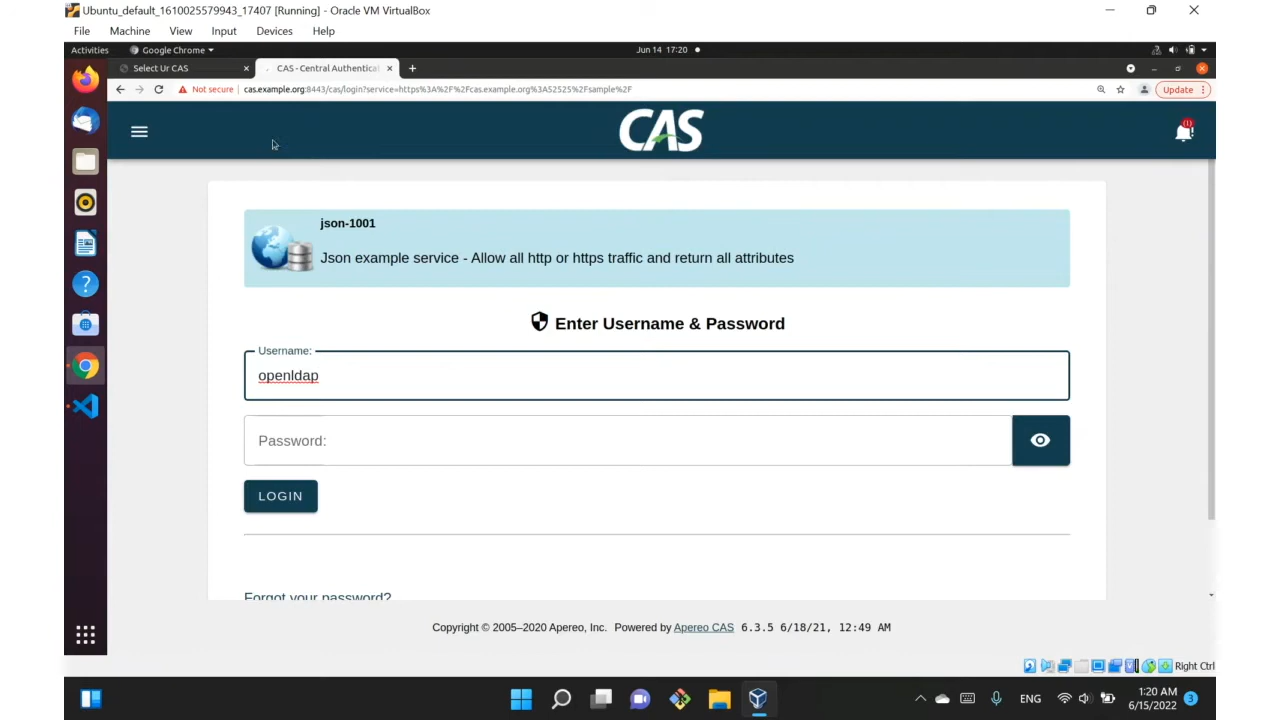 Ubuntu_default_1610025579943_17407 [Running] - Oracle VM VirtualBox
File Machine View Input Devices Help
Activities Google Chrome Jun 14 17:20
Select Ur CAS CAS - Central Authentica
Not secure cas.example.org:8443/cas/login?service=https%3A%2F%2Fcas.example.org%3A52525%2Fsample%2F Update
CAS (1)
json-1001
Json example service - Allow all http or https traffic and return all attributes
Enter Username & Password
Username:
openldap
Password:
LOGIN
Forgot your password?
Copyright © 2005–2020 Apereo, Inc. Powered by Apereo CAS 6.3.5 6/18/21, 12:49 AM
Right Ctrl
ENG 1:20 AM
6/15/2022 3